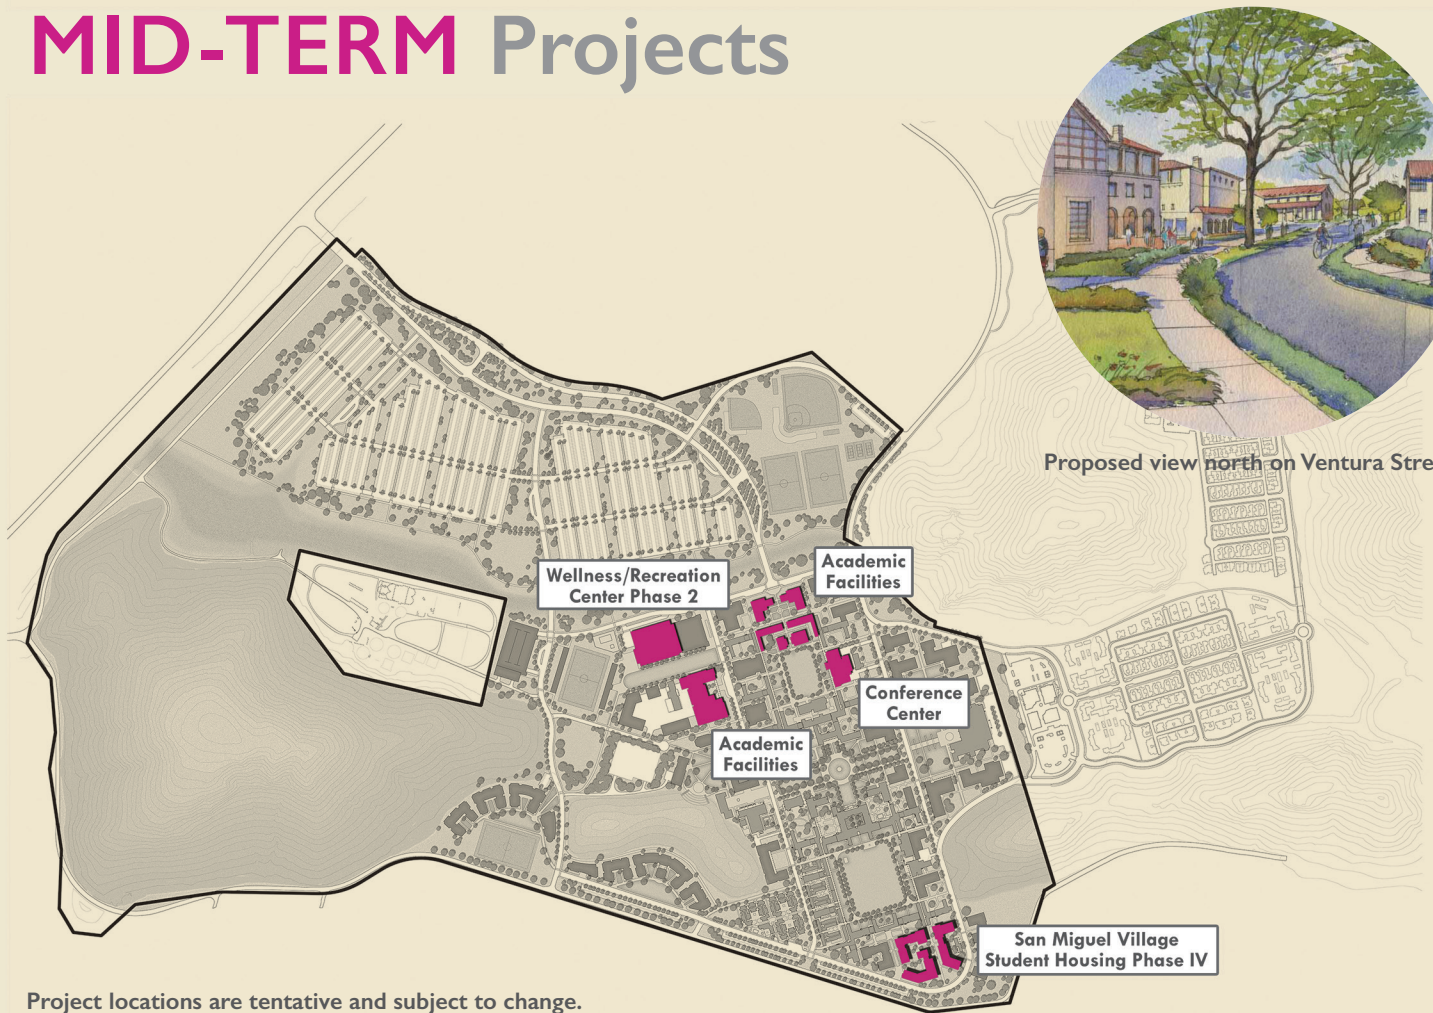 MID-TERM Projects
Proposed view north on Ventura Stre
Academic
Facilities
Wellness/Recreation
Center Phase 2
Conference
Center
Academic
Facilities
San Miguel Village
Student Housing Phase IV
Project locations are tentative and subject to change.